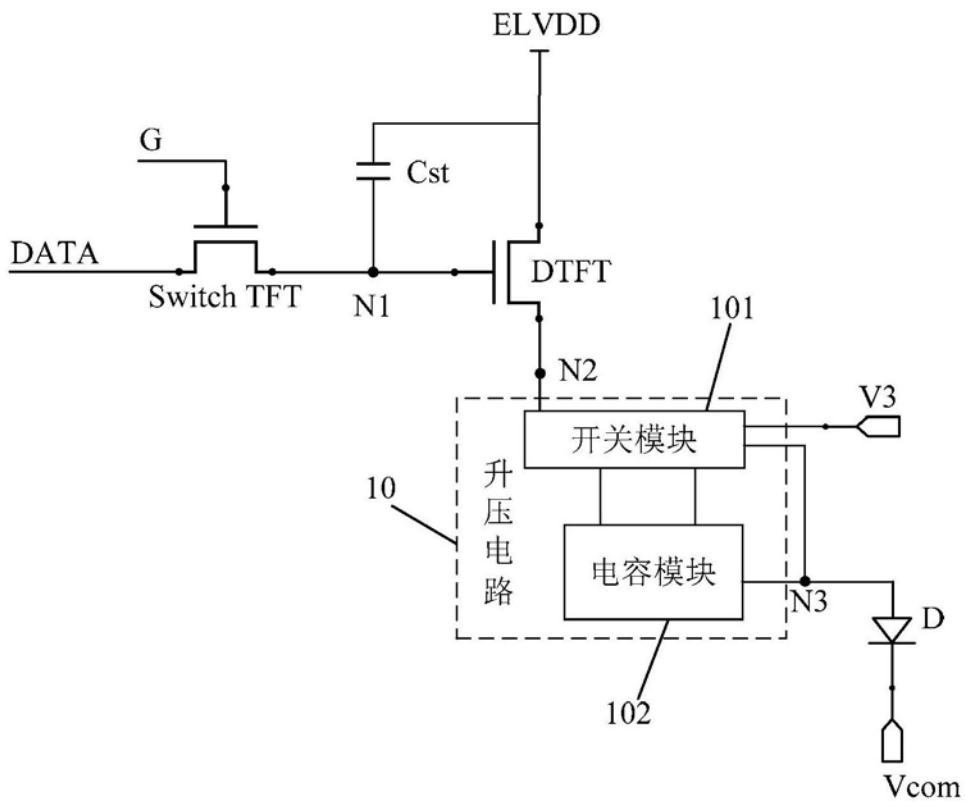 ELVDD
G
Cst
DATA
DTFT
Switch TFT
N1
101
N2
V3
开关模块
10
升压电路
电容模块
N3
D
102
Vcom